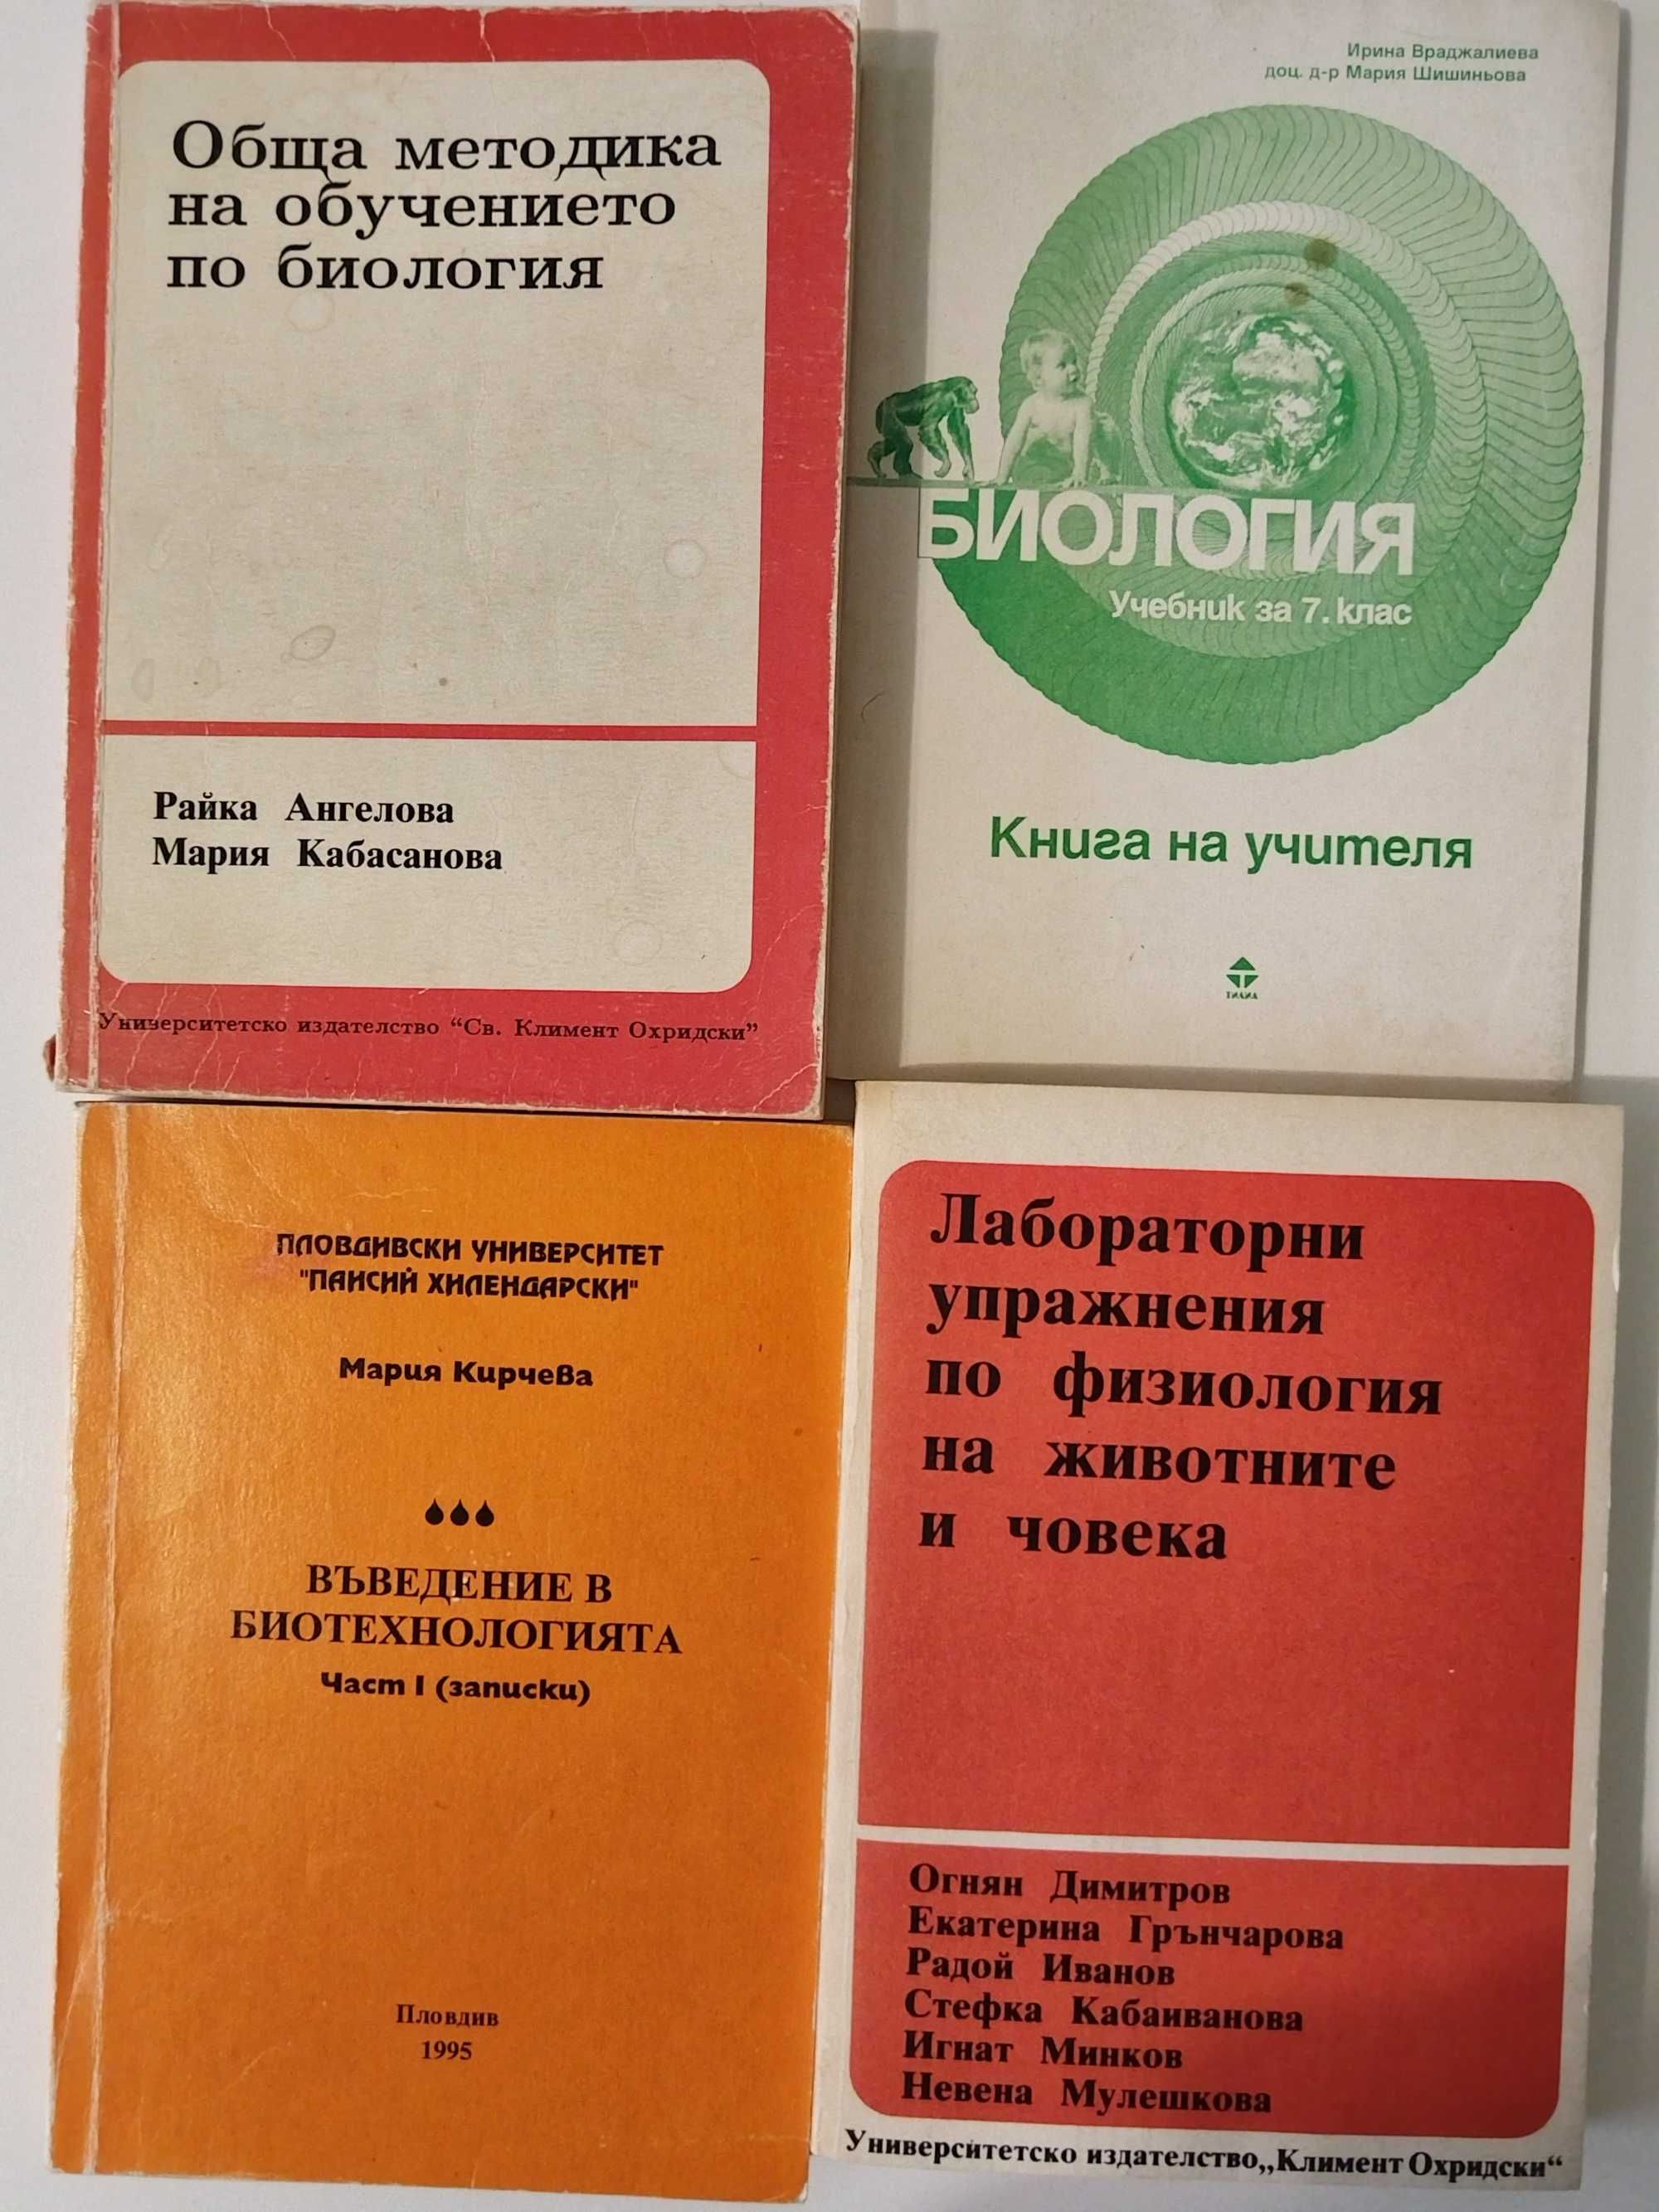 Обща методика
на обучението
по биология
Райка Ангелова
Мария Кабасанова
Университетско издателство “Св. Климент Охридски”
Ирина Враджалиева
доц. д-р Мария Шишиньова
БИОЛОГИЯ
Учебник за 7. клас
Книга на учителя
ТИЛИА
ПЛОВДИВСКИ УНИВЕРСИТЕТ
"ПАИСИЙ ХИЛЕНДАРСКИ"
Мария Кирчева
ВЪВЕДЕНИЕ В
БИОТЕХНОЛОГИЯТА
Част I (записки)
Пловдив
1995
Лабораторни
упражнения
по физиология
на животните
и човека
Огнян Димитров
Екатерина Грънчарова
Радой Иванов
Стефка Кабаиванова
Игнат Минков
Невена Мулешкова
Университетско издателство „Климент Охридски“